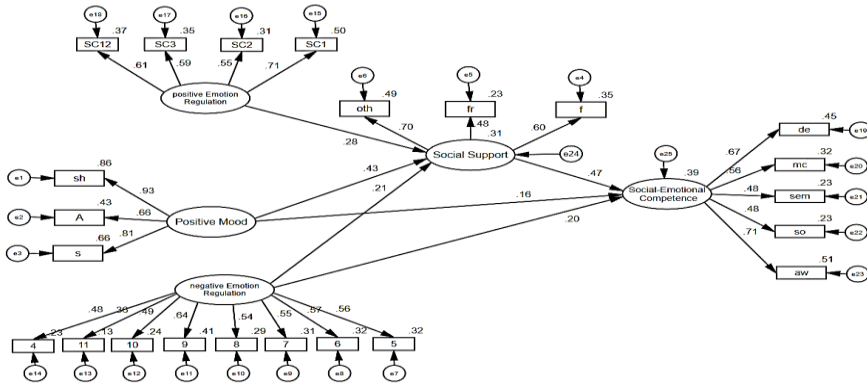 e18 e17 e16 e15
.37 .35 .31 .50
SC12 SC3 SC2 SC1
.61 .59 .55 .71
positive Emotion
Regulation
e6 e5 e4
.49 .23 .35
oth fr f
.70 .48 .60
.31
Social Support
e24
.28
.43
.21
.47
e25
.39
Social-Emotional
Competence
.45
de e19
.67
.32
mc e20
.56
.23
sem e21
.48
.23
so e22
.48
.51
aw e23
.71
.86
e1 sh
.93
.43
e2 A
.66
.66
e3 s
.81
Positive Mood
.16
.20
negative Emotion
Regulation
.48 .36 .49 .64 .54 .55 .57 .56
.23 .13 .24 .41 .29 .31 .32 .32
4 11 10 9 8 7 6 5
e14 e13 e12 e11 e10 e9 e8 e7